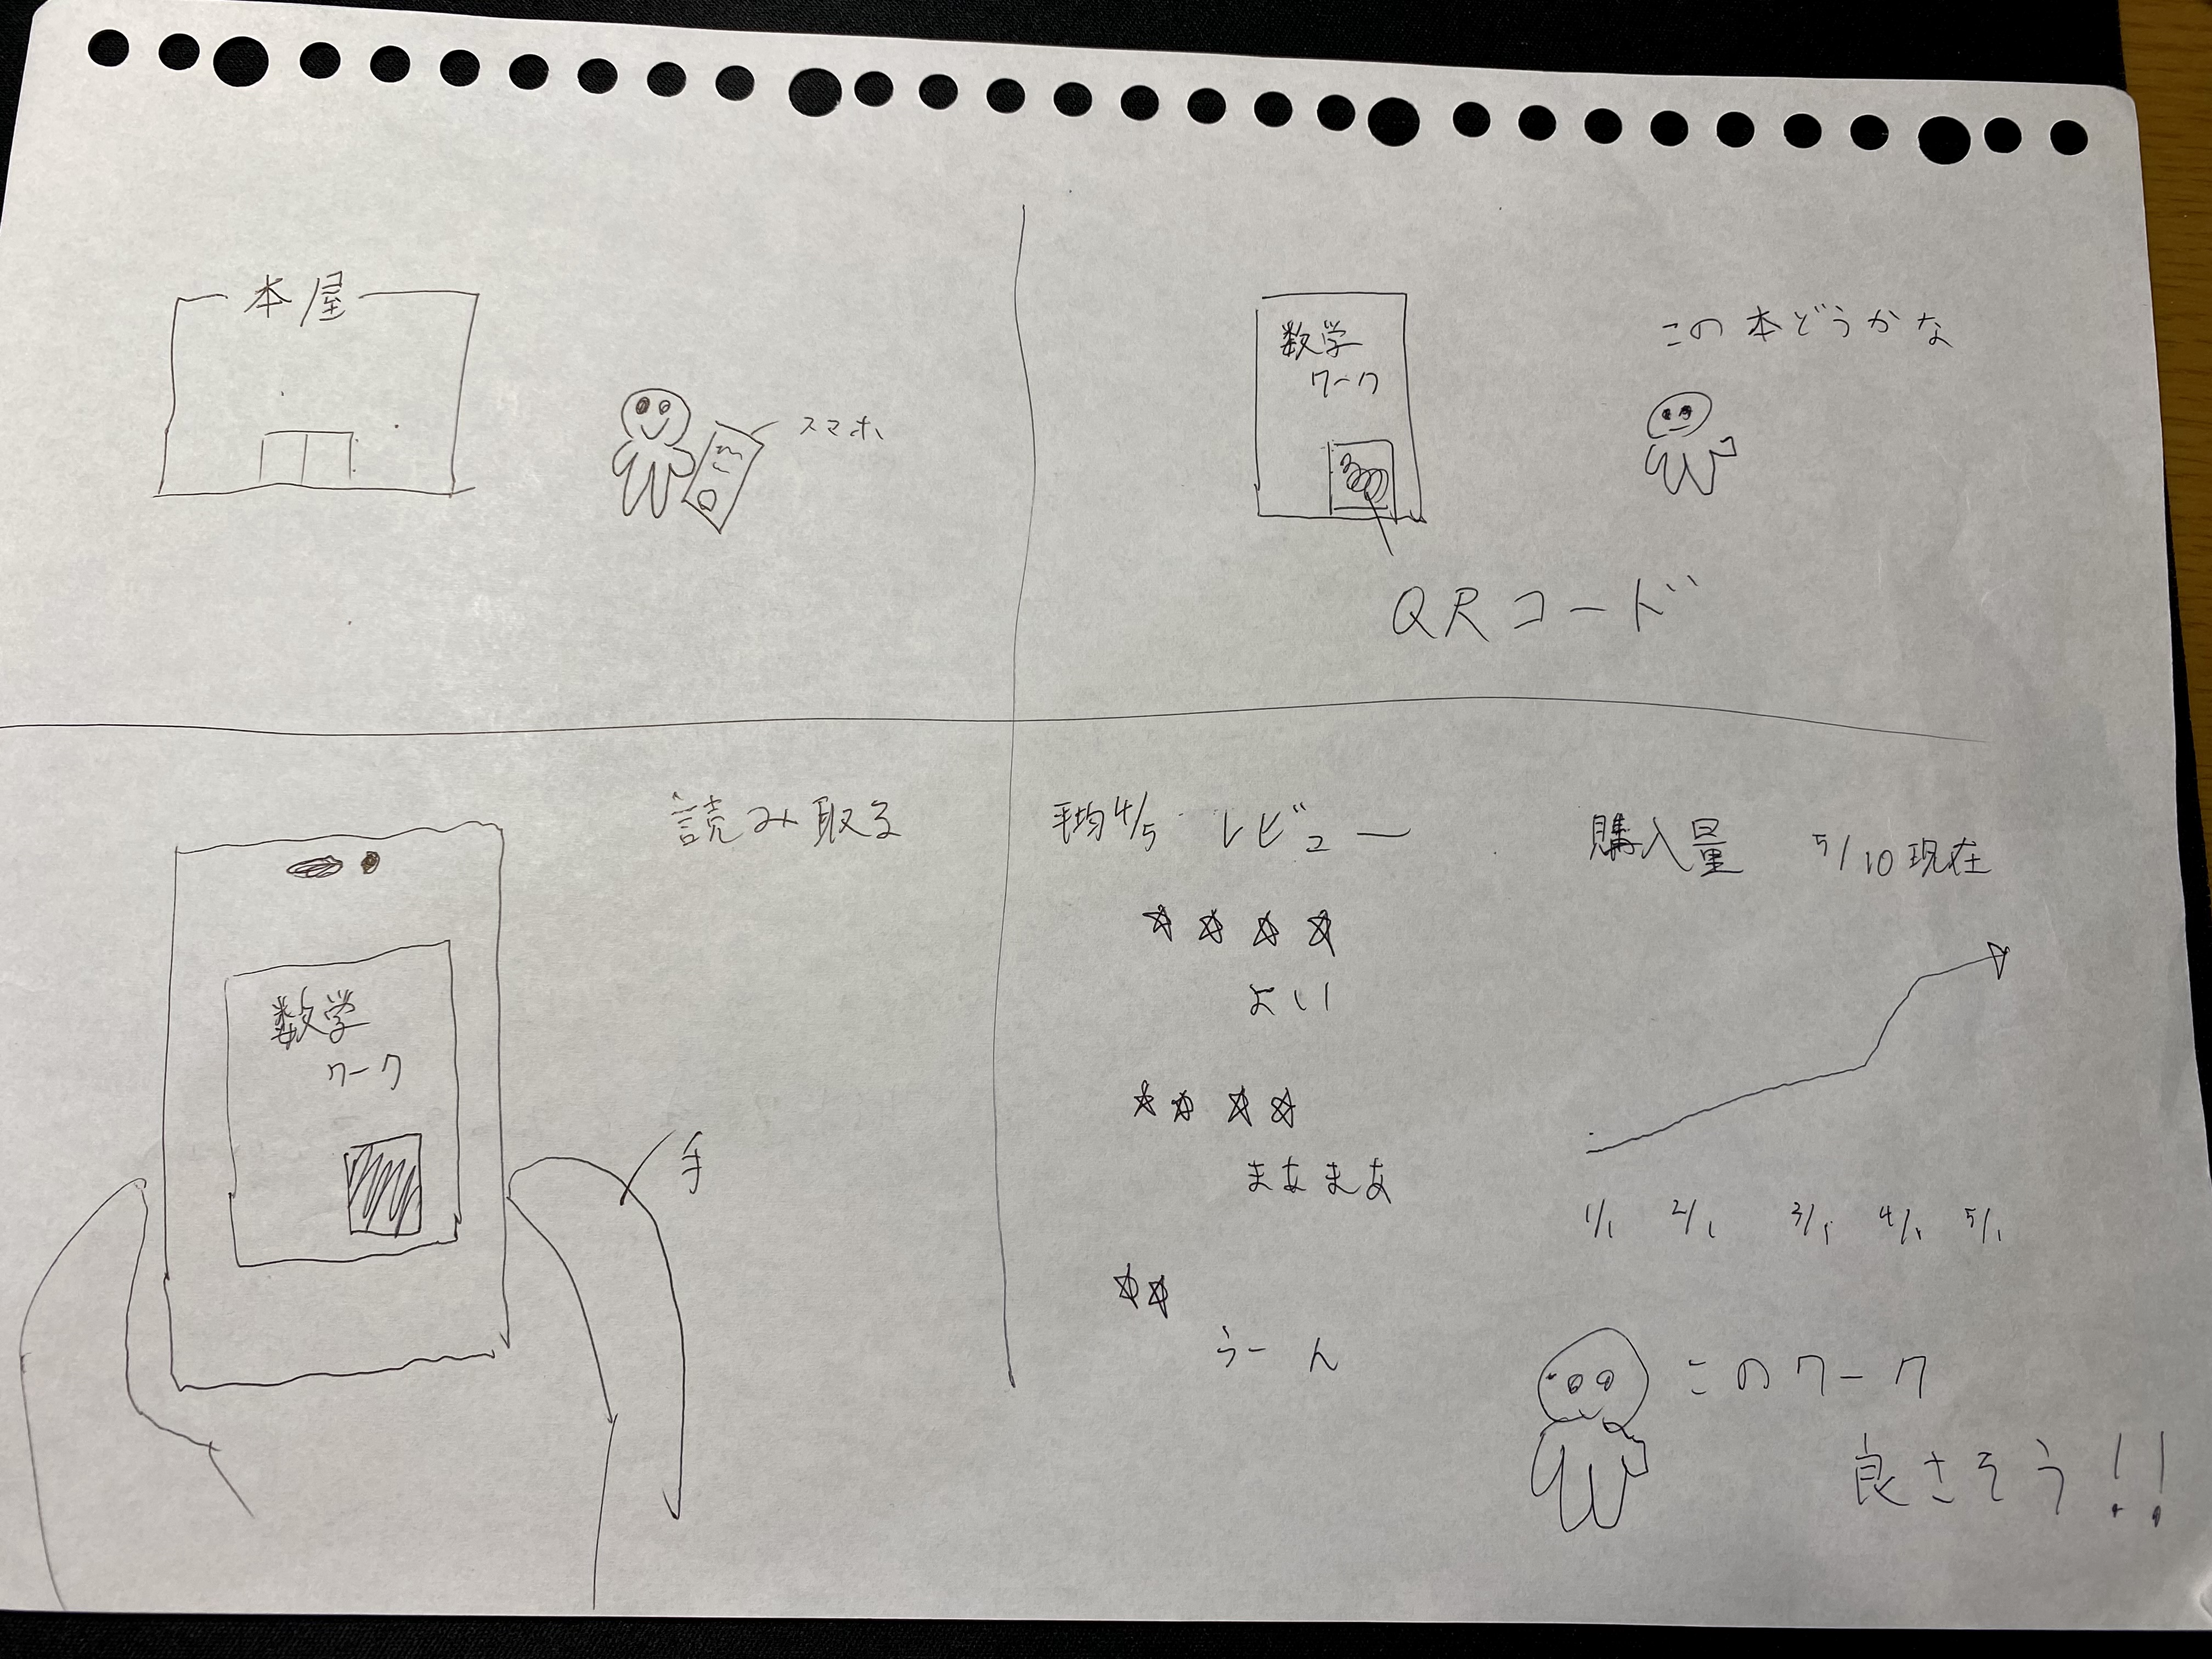 本屋
スマホ
数学
ワーク
この本どうかな
QRコード
読み取る
数学
ワーク
手
平均4/5 レビュー
よい
まあまあ
うーん
購入量 5/10現在
1/1 2/1 3/1 4/1 5/1
このワーク
良さそう!!